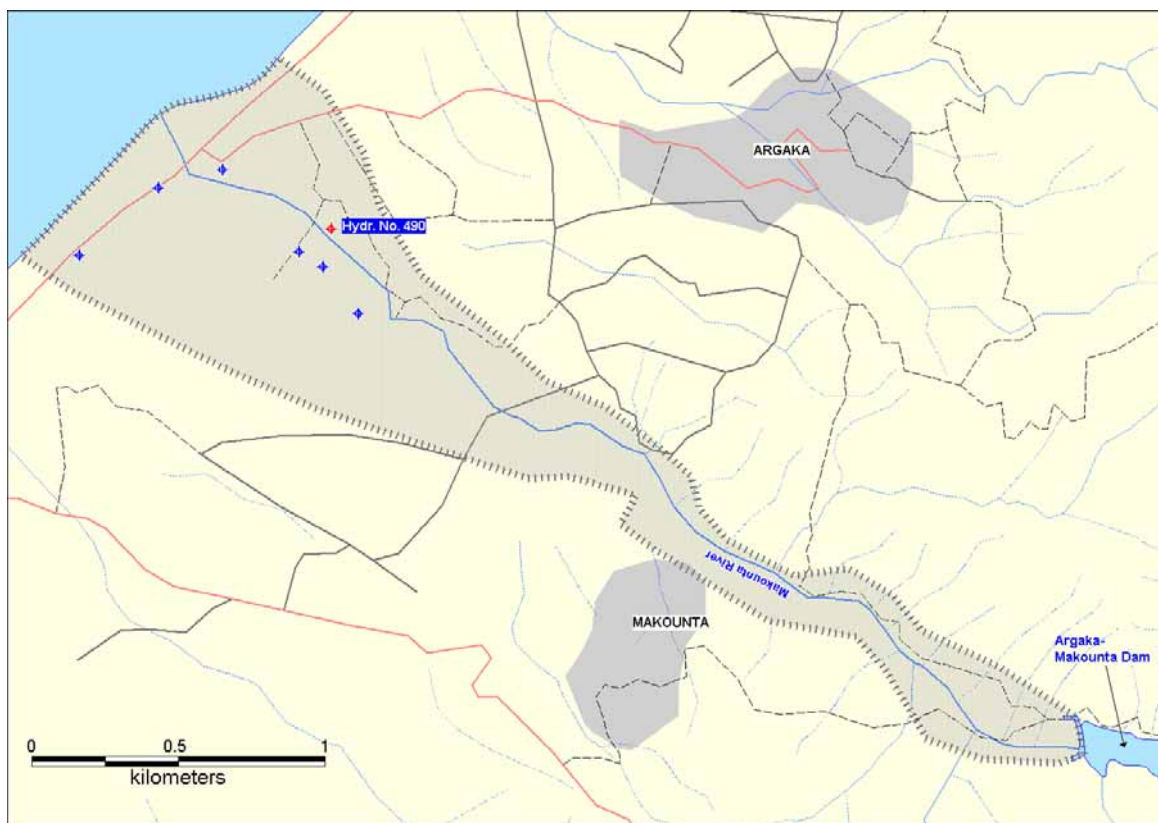 ARGAKA
Hydr. No. 490
Makounta River
MAKOUNTA
Argaka-
Makounta Dam
0 0.5 1
kilometers